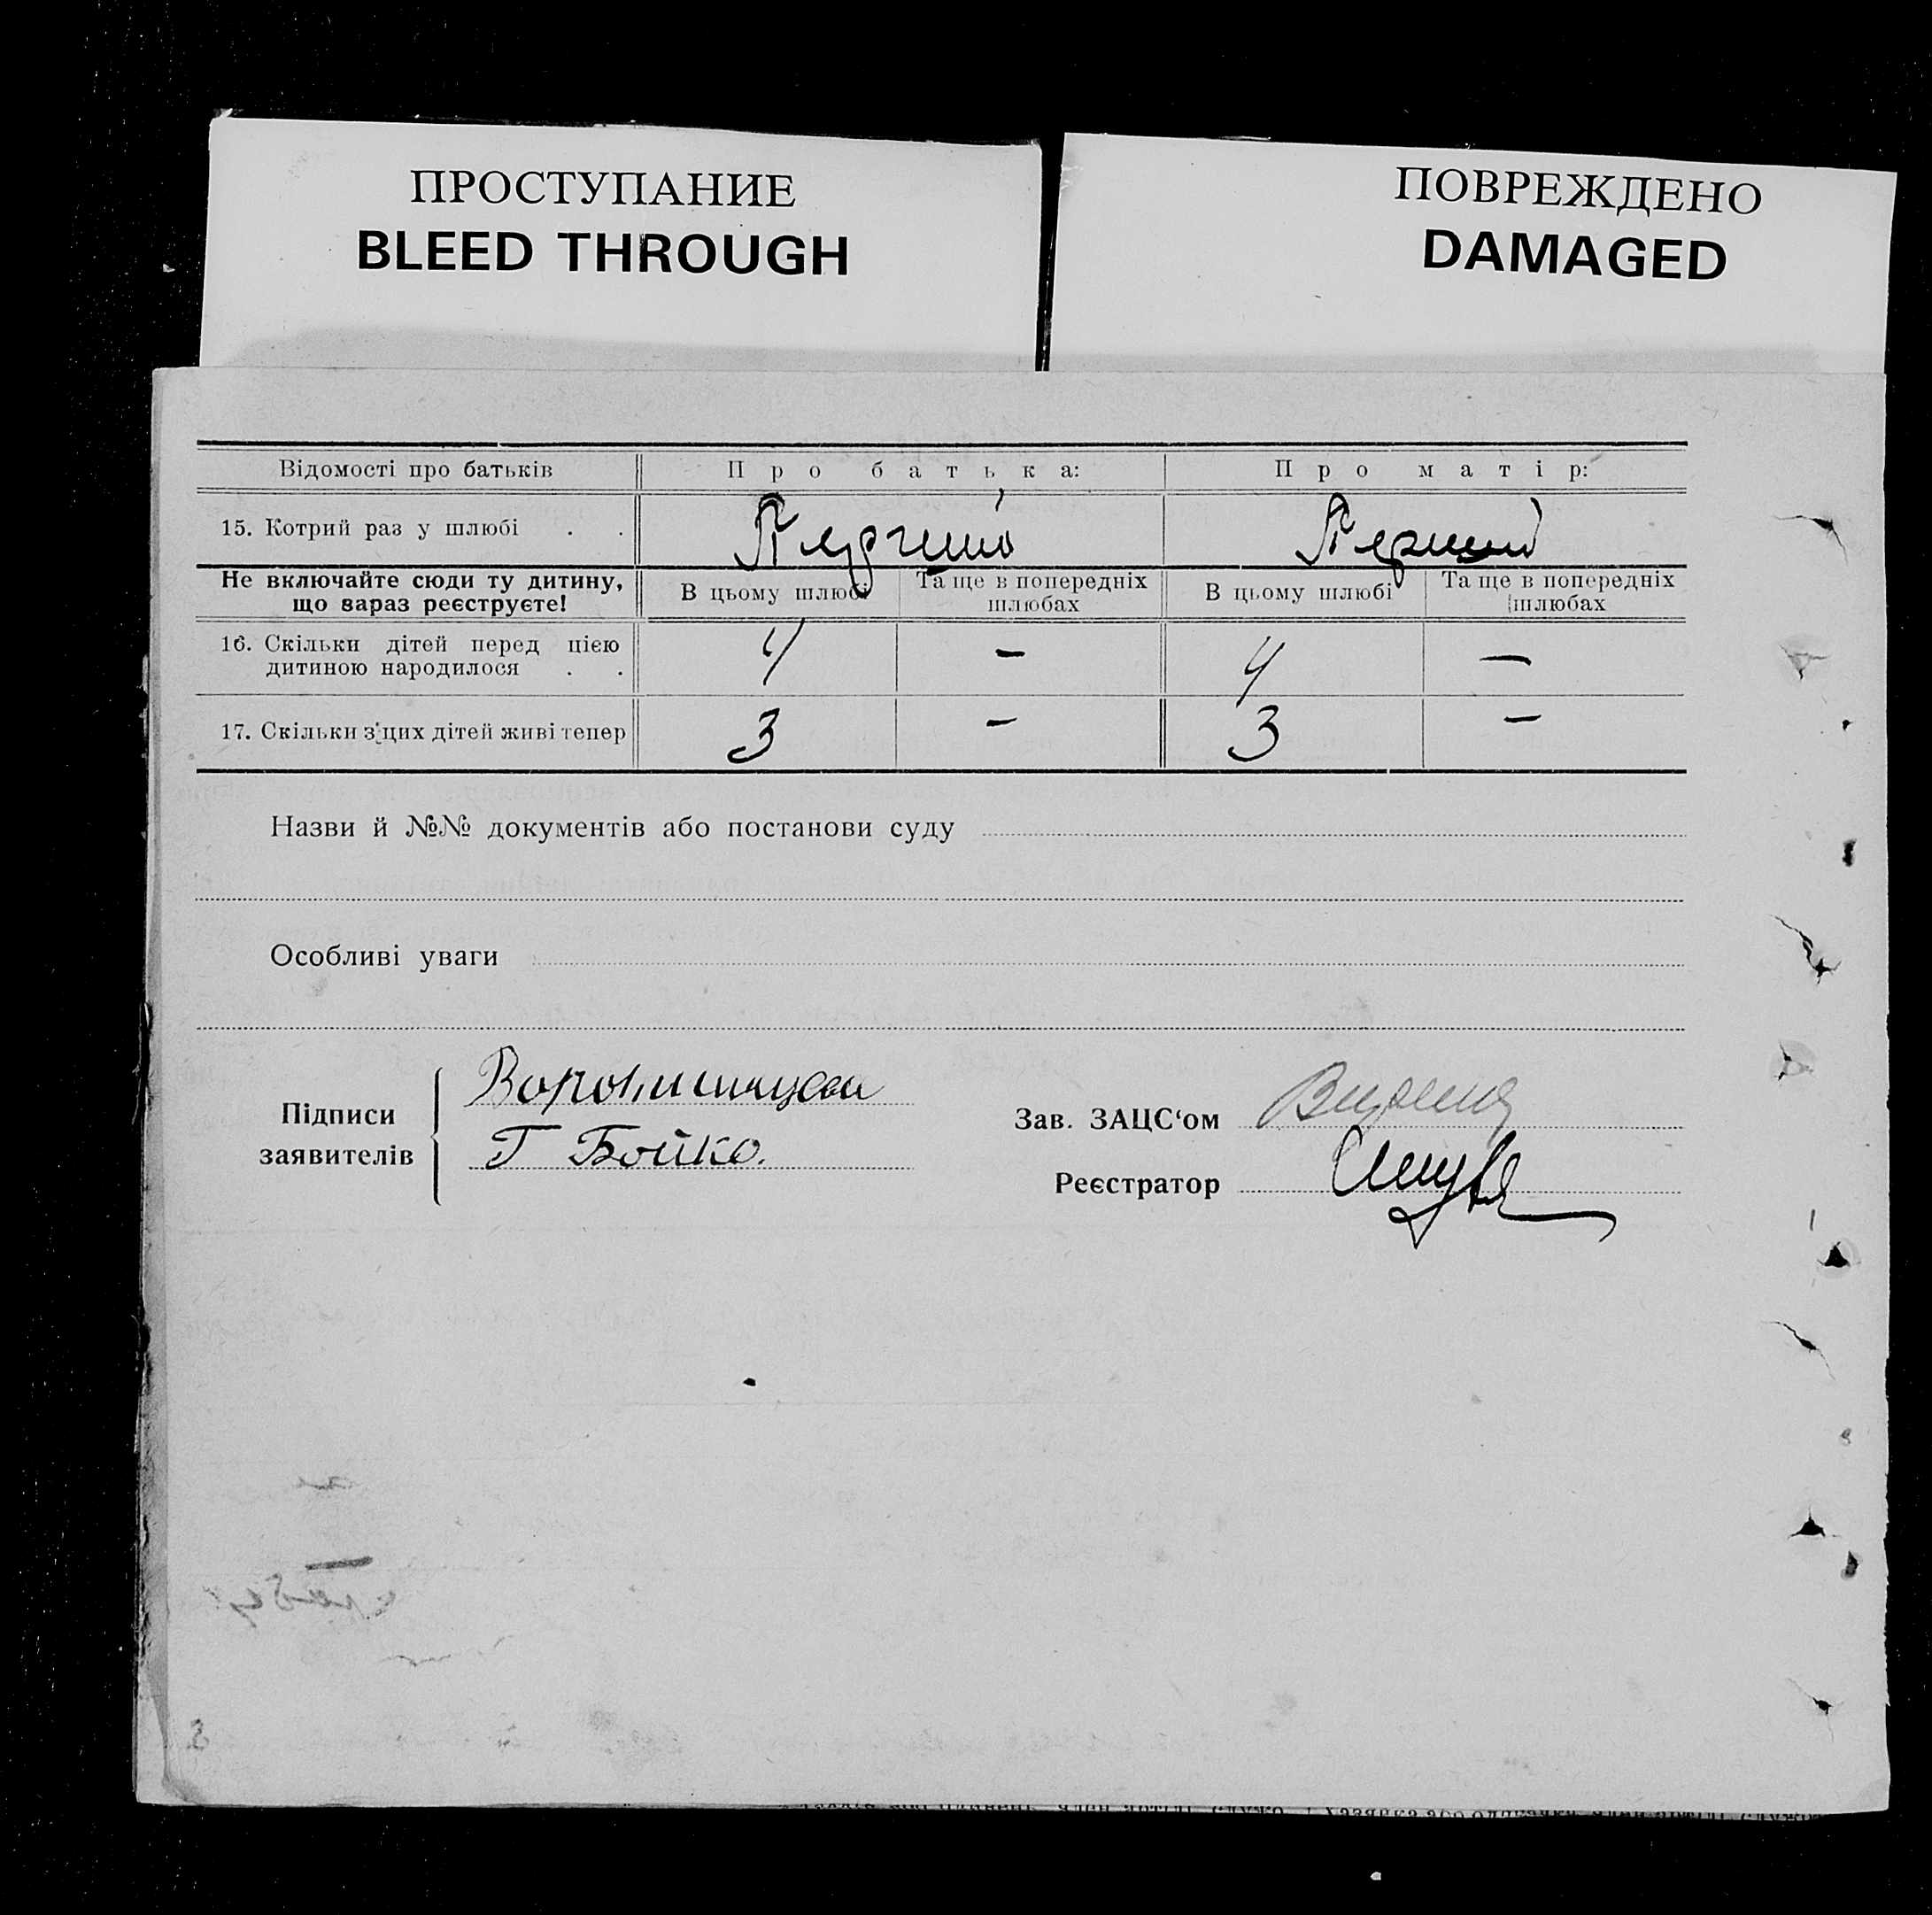 ПРОСТУПАНИЕ
BLEED THROUGH
ПОВРЕЖДЕНО
DAMAGED
Відомості про батьків Про батька: Про матір:
15. Котрий раз у шлюбі . . Перший Перший
Не включайте сюди ту дитину, що зараз реєструєте! В цьому шлюбі Та ще в попередніх шлюбах В цьому шлюбі Та ще в попередніх шлюбах
16. Скільки дітей перед цією дитиною народилося . . 4 — 4 —
17. Скільки з цих дітей живі тепер 3 — 3 —
Назви й №№ документів або постанови суду
Особливі уваги
Підписи заявителів
Г Бойко.
Зав. ЗАЦС‘ом
Реєстратор